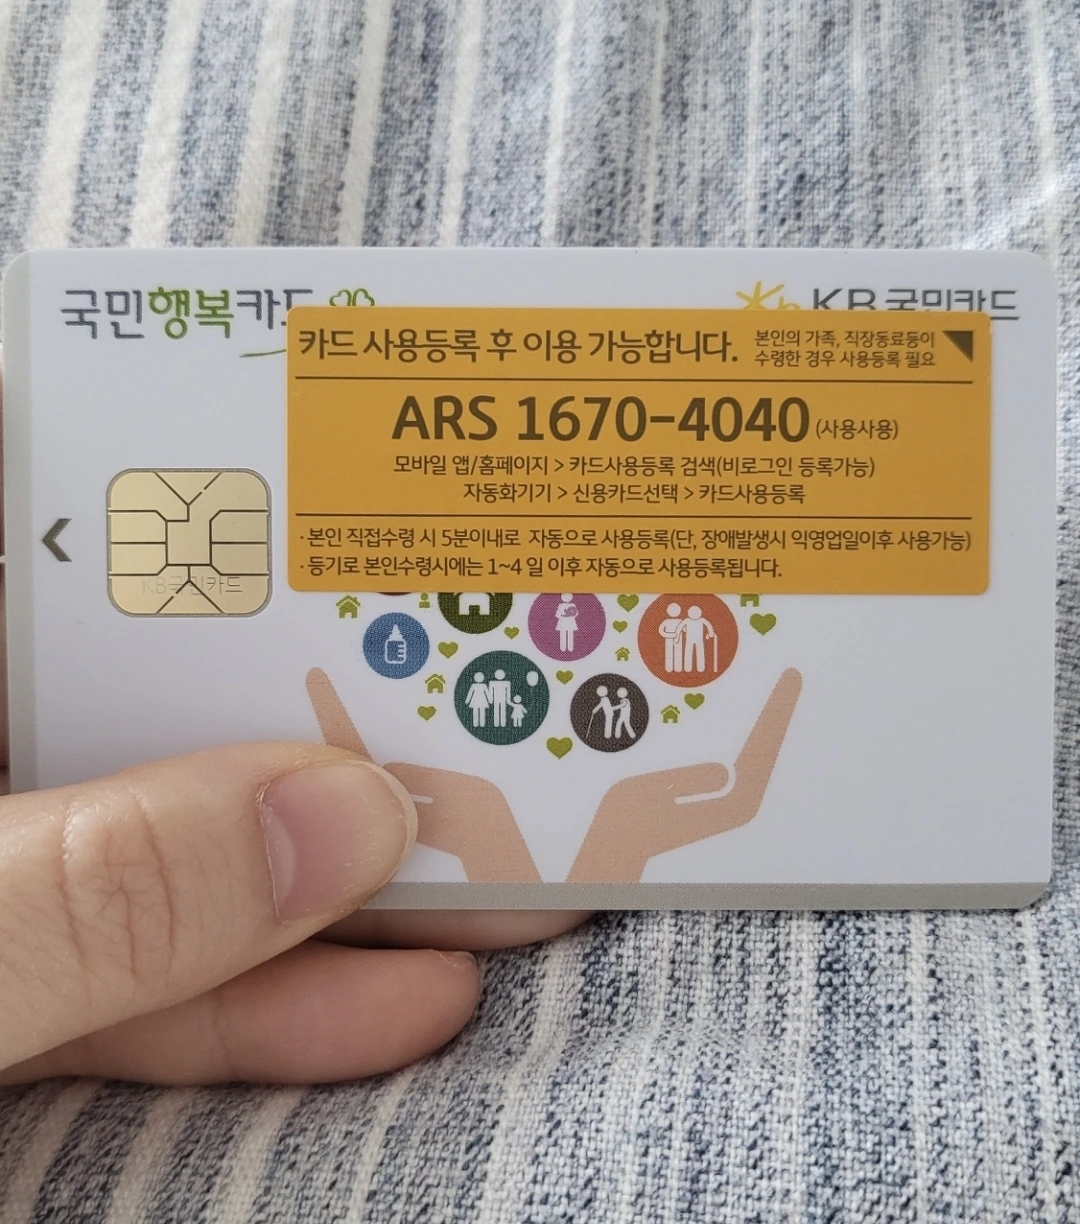 국민행복카드
KB 국민카드
카드 사용등록 후 이용 가능합니다.
본인의 가족, 직장동료등이
수령한 경우 사용등록 필요
ARS 1670-4040 (사용사용)
모바일 앱/홈페이지 > 카드사용등록 검색(비로그인 등록가능)
자동화기기 > 신용카드선택 > 카드사용등록
· 본인 직접수령 시 5분이내로 자동으로 사용등록(단, 장애발생시 익영업일이후 사용가능)
· 등기로 본인수령시에는 1~4 일 이후 자동으로 사용등록됩니다.
KB국민카드